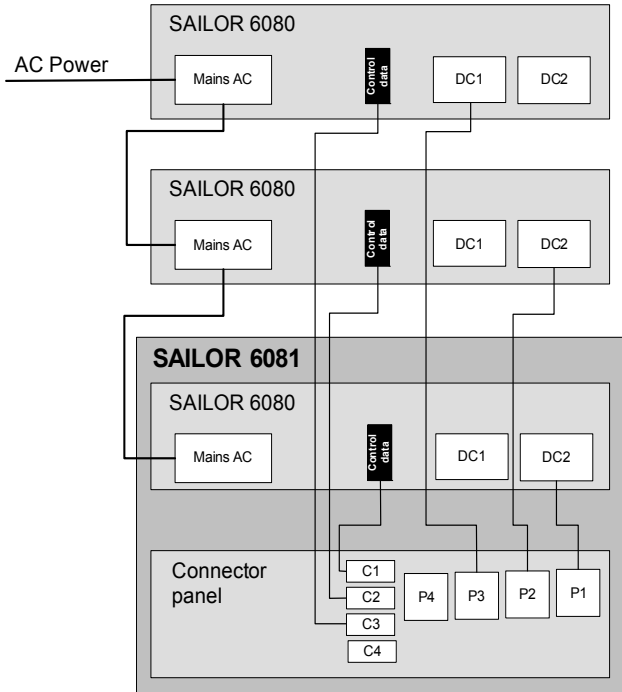 SAILOR 6080
AC Power
Mains AC
Control
data
DC1
DC2
SAILOR 6080
Mains AC
Control
data
DC1
DC2
SAILOR 6081
SAILOR 6080
Mains AC
Control
data
DC1
DC2
Connector
panel
C1
C2
C3
C4
P4
P3
P2
P1